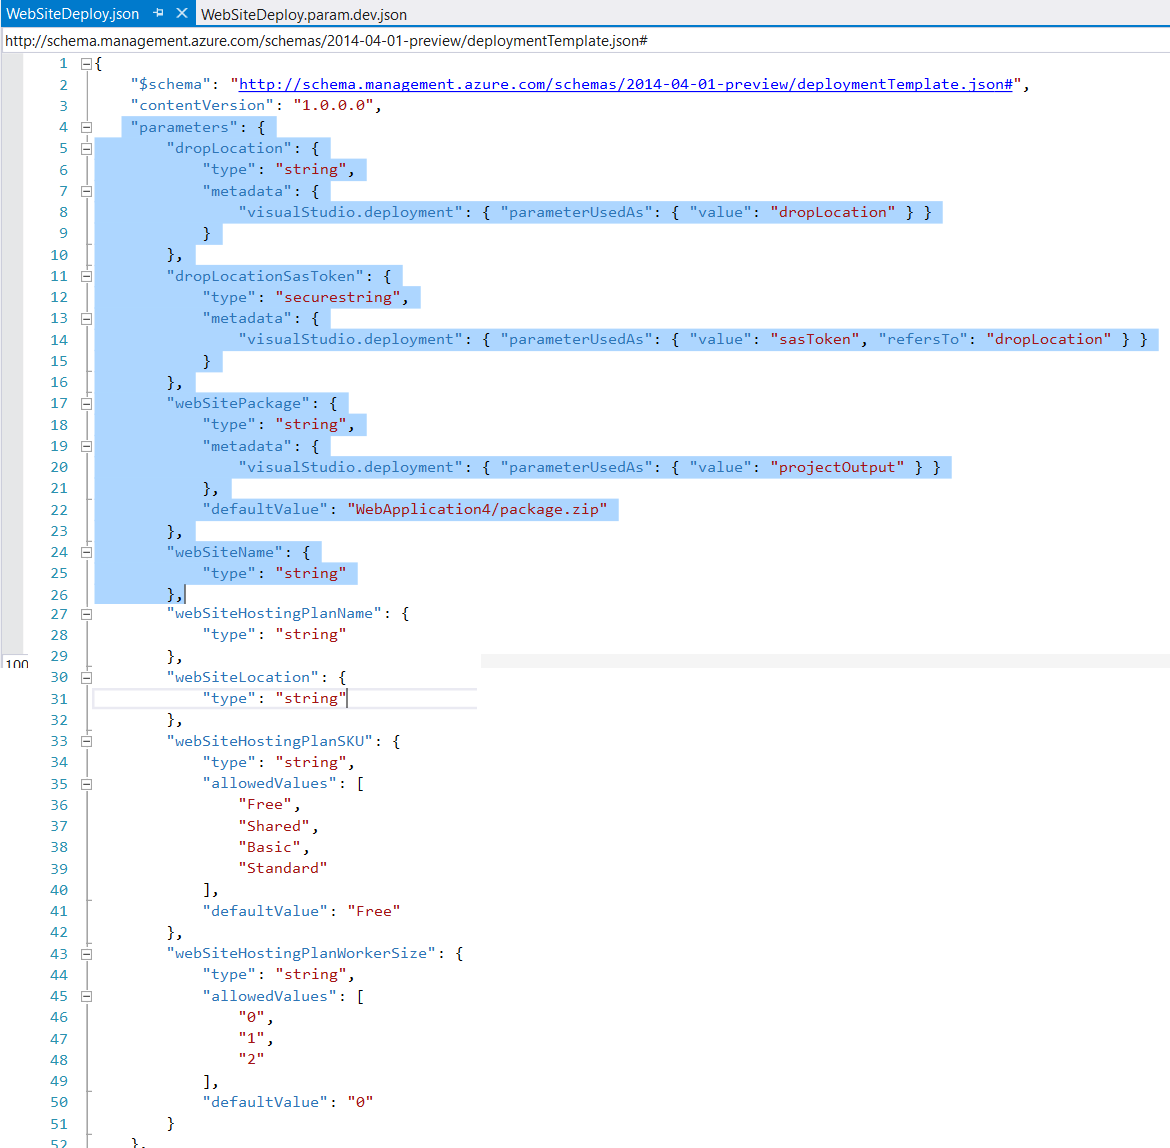 WebSiteDeploy.json WebSiteDeploy.param.dev.json
http://schema.management.azure.com/schemas/2014-04-01-preview/deploymentTemplate.json#
1 {
2 "$schema": "http://schema.management.azure.com/schemas/2014-04-01-preview/deploymentTemplate.json#",
3 "contentVersion": "1.0.0.0",
4 "parameters": {
5 "dropLocation": {
6 "type": "string",
7 "metadata": {
8 "visualStudio.deployment": { "parameterUsedAs": { "value": "dropLocation" } }
9 }
10 },
11 "dropLocationSasToken": {
12 "type": "securestring",
13 "metadata": {
14 "visualStudio.deployment": { "parameterUsedAs": { "value": "sasToken", "refersTo": "dropLocation" } }
15 }
16 },
17 "webSitePackage": {
18 "type": "string",
19 "metadata": {
20 "visualStudio.deployment": { "parameterUsedAs": { "value": "projectOutput" } }
21 },
22 "defaultValue": "WebApplication4/package.zip"
23 },
24 "webSiteName": {
25 "type": "string"
26 },
27 "webSiteHostingPlanName": {
28 "type": "string"
29 },
100
30 "webSiteLocation": {
31 "type": "string"
32 },
33 "webSiteHostingPlanSKU": {
34 "type": "string",
35 "allowedValues": [
36 "Free",
37 "Shared",
38 "Basic",
39 "Standard"
40 ],
41 "defaultValue": "Free"
42 },
43 "webSiteHostingPlanWorkerSize": {
44 "type": "string",
45 "allowedValues": [
46 "0",
47 "1",
48 "2"
49 ],
50 "defaultValue": "0"
51 }
52 },